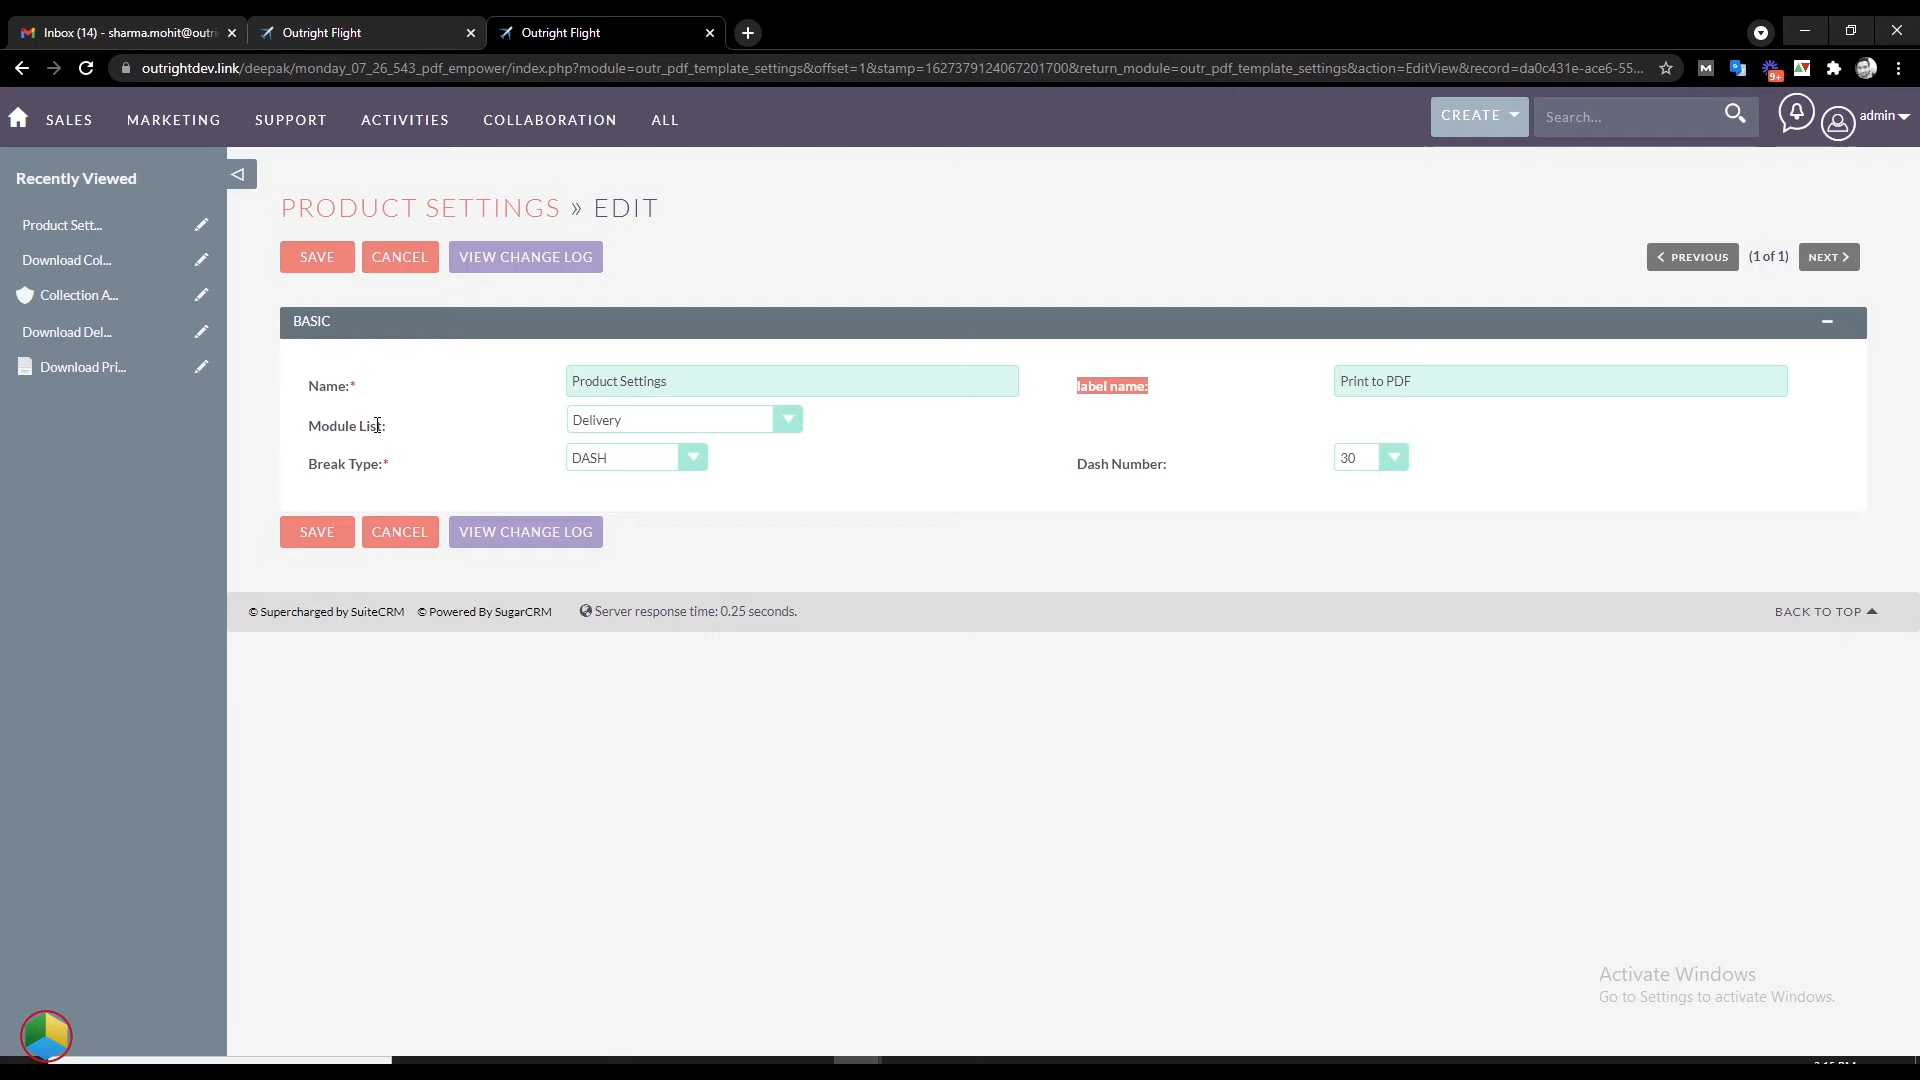 Inbox (14) - sharma.mohit@outri
Outright Flight
Outright Flight
outrightdev.link/deepak/monday_07_26_543_pdf_empower/index.php?module=outr_pdf_template_settings&offset=1&stamp=1627379124067201700&return_module=outr_pdf_template_settings&action=EditView&record=da0c431e-ace6-55...
9+
SALES MARKETING SUPPORT ACTIVITIES COLLABORATION ALL
CREATE
Search...
admin
Recently Viewed
Product Sett...
Download Col...
Collection A...
Download Del...
Download Pri...
PRODUCT SETTINGS » EDIT
SAVE CANCEL VIEW CHANGE LOG
PREVIOUS (1 of 1) NEXT
BASIC
Name:* Product Settings label name: Print to PDF
Module List: Delivery
Break Type:* DASH Dash Number: 30
SAVE CANCEL VIEW CHANGE LOG
© Supercharged by SuiteCRM © Powered By SugarCRM Server response time: 0.25 seconds.
BACK TO TOP
Activate Windows
Go to Settings to activate Windows.